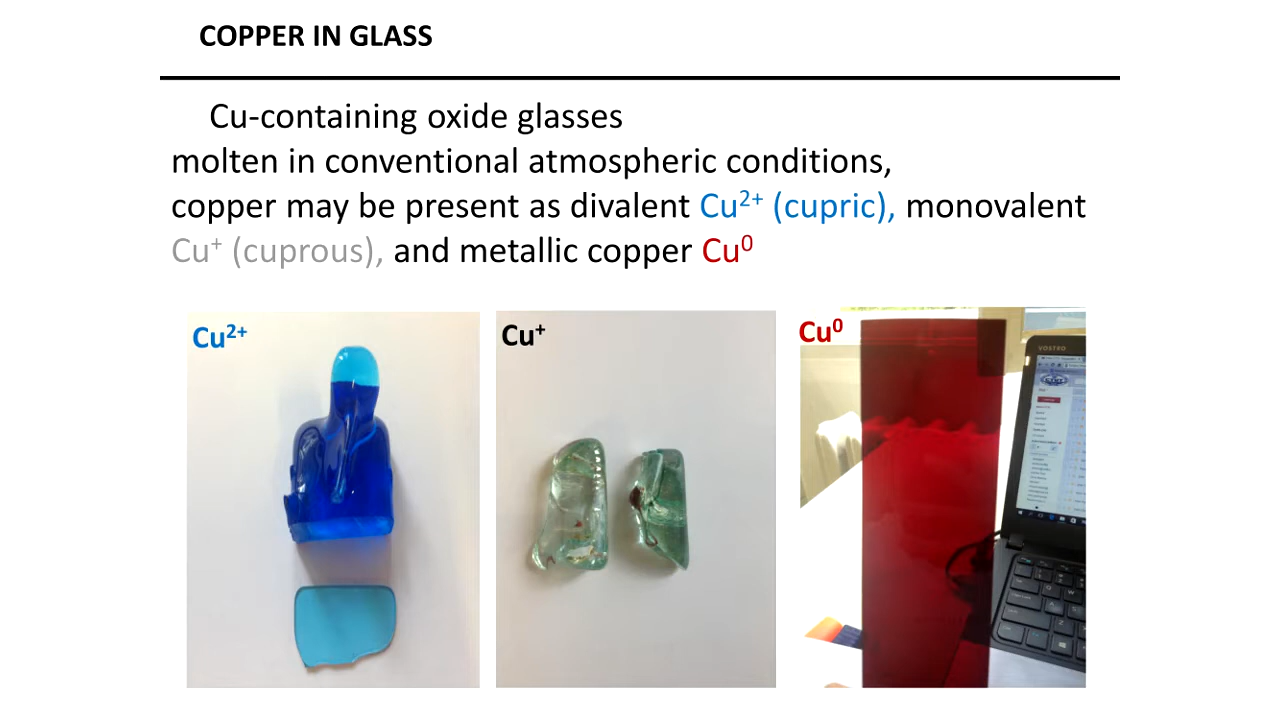 COPPER IN GLASS
Cu-containing oxide glasses
molten in conventional atmospheric conditions,
copper may be present as divalent Cu²⁺ (cupric), monovalent
Cu⁺ (cuprous), and metallic copper Cu⁰
Cu²⁺
Cu⁺
Cu⁰
VOSTRO